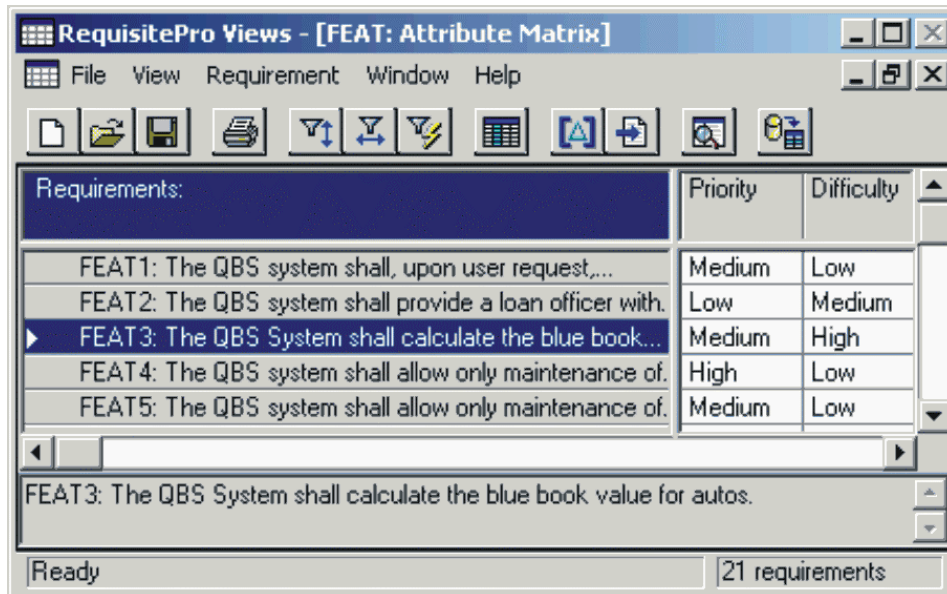 RequisitePro Views - [FEAT: Attribute Matrix]
File View Requirement Window Help
Requirements: Priority Difficulty
FEAT1: The QBS system shall, upon user request,... Medium Low
FEAT2: The QBS system shall provide a loan officer with. Low Medium
FEAT3: The QBS System shall calculate the blue book... Medium High
FEAT4: The QBS system shall allow only maintenance of. High Low
FEAT5: The QBS system shall allow only maintenance of. Medium Low
FEAT3: The QBS System shall calculate the blue book value for autos.
Ready 21 requirements